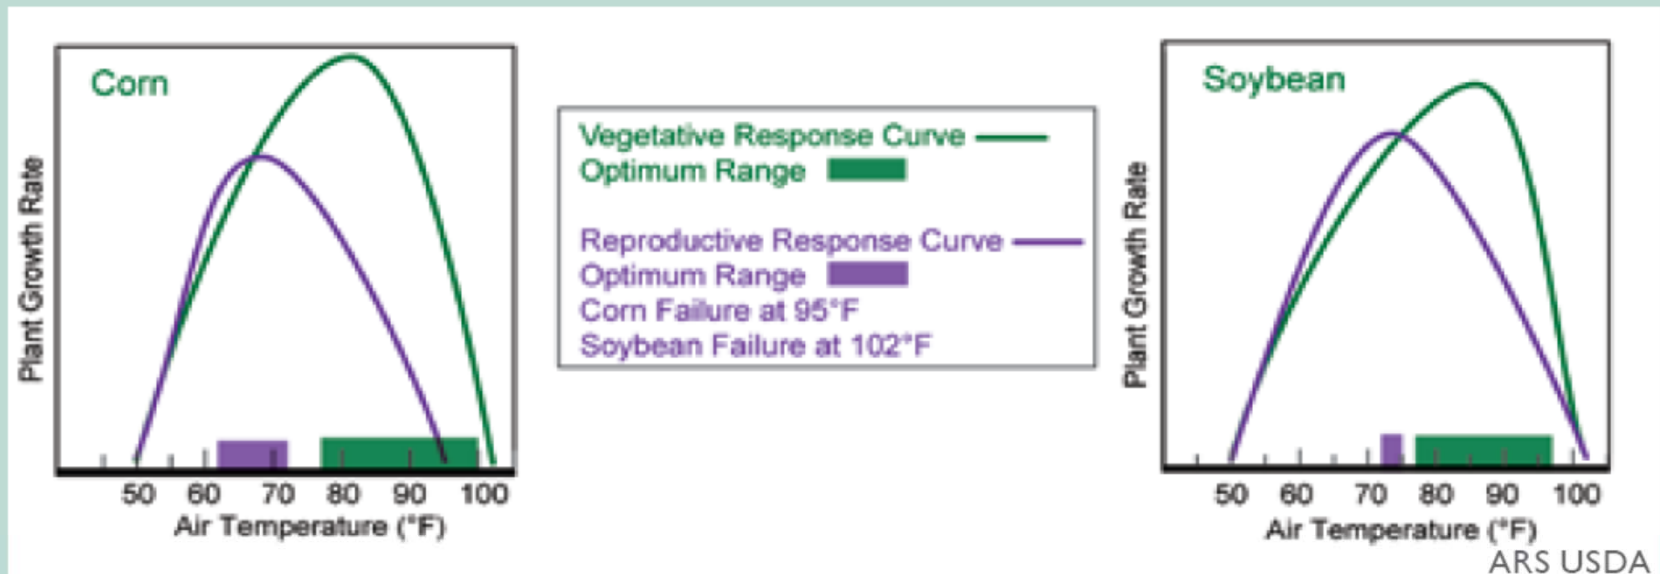 Corn
Plant Growth Rate
50 60 70 80 90 100
Air Temperature (°F)
Vegetative Response Curve
Optimum Range
Reproductive Response Curve
Optimum Range
Corn Failure at 95°F
Soybean Failure at 102°F
Soybean
Plant Growth Rate
50 60 70 80 90 100
Air Temperature (°F)
ARS USDA